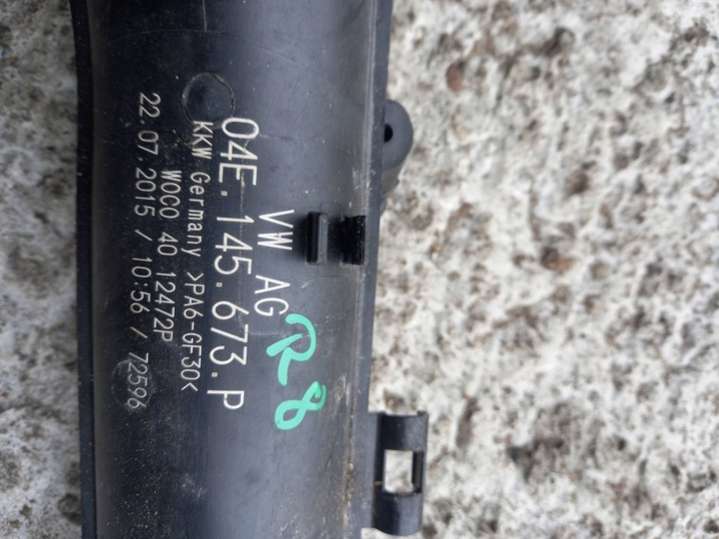 VW AG
04E.145.673.P
KKW Germany >PA6-GF30<
WOCO 40 12472P
22.07.2015 / 10:56 / 72596
R8